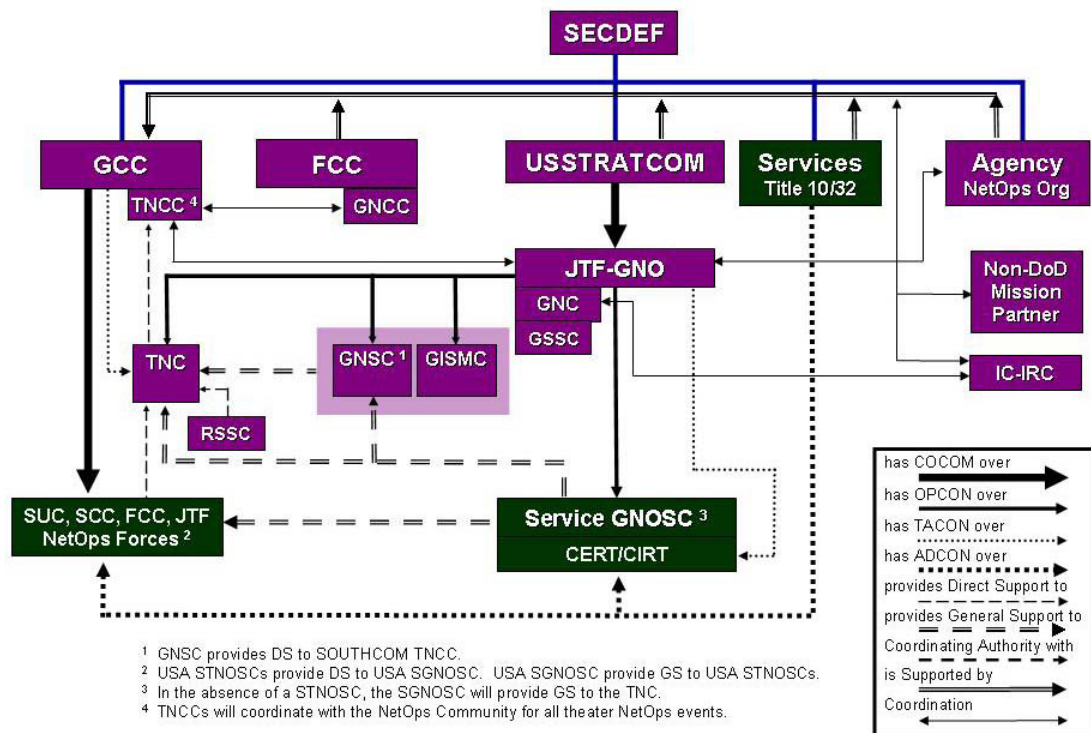 SECDEF
GCC
FCC
USSTRATCOM
Services
Title 10/32
Agency
NetOps Org
TNCC ⁴
GNCC
JTF-GNO
GNC
GSSC
Non-DoD
Mission
Partner
TNC
GNSC ¹
GISMC
IC-IRC
RSSC
SUC, SCC, FCC, JTF
NetOps Forces ²
Service GNOSC ³
CERT/CIRT
has COCOM over
has OPCON over
has TACON over
has ADCON over
provides Direct Support to
provides General Support to
Coordinating Authority with
is Supported by
Coordination
¹ GNSC provides DS to SOUTHCOM TNCC.
² USA STNOSCs provide DS to USA SGNOSC. USA SGNOSC provide GS to USA STNOSCs.
³ In the absence of a STNOSC, the SGNOSC will provide GS to the TNC.
⁴ TNCCs will coordinate with the NetOps Community for all theater NetOps events.